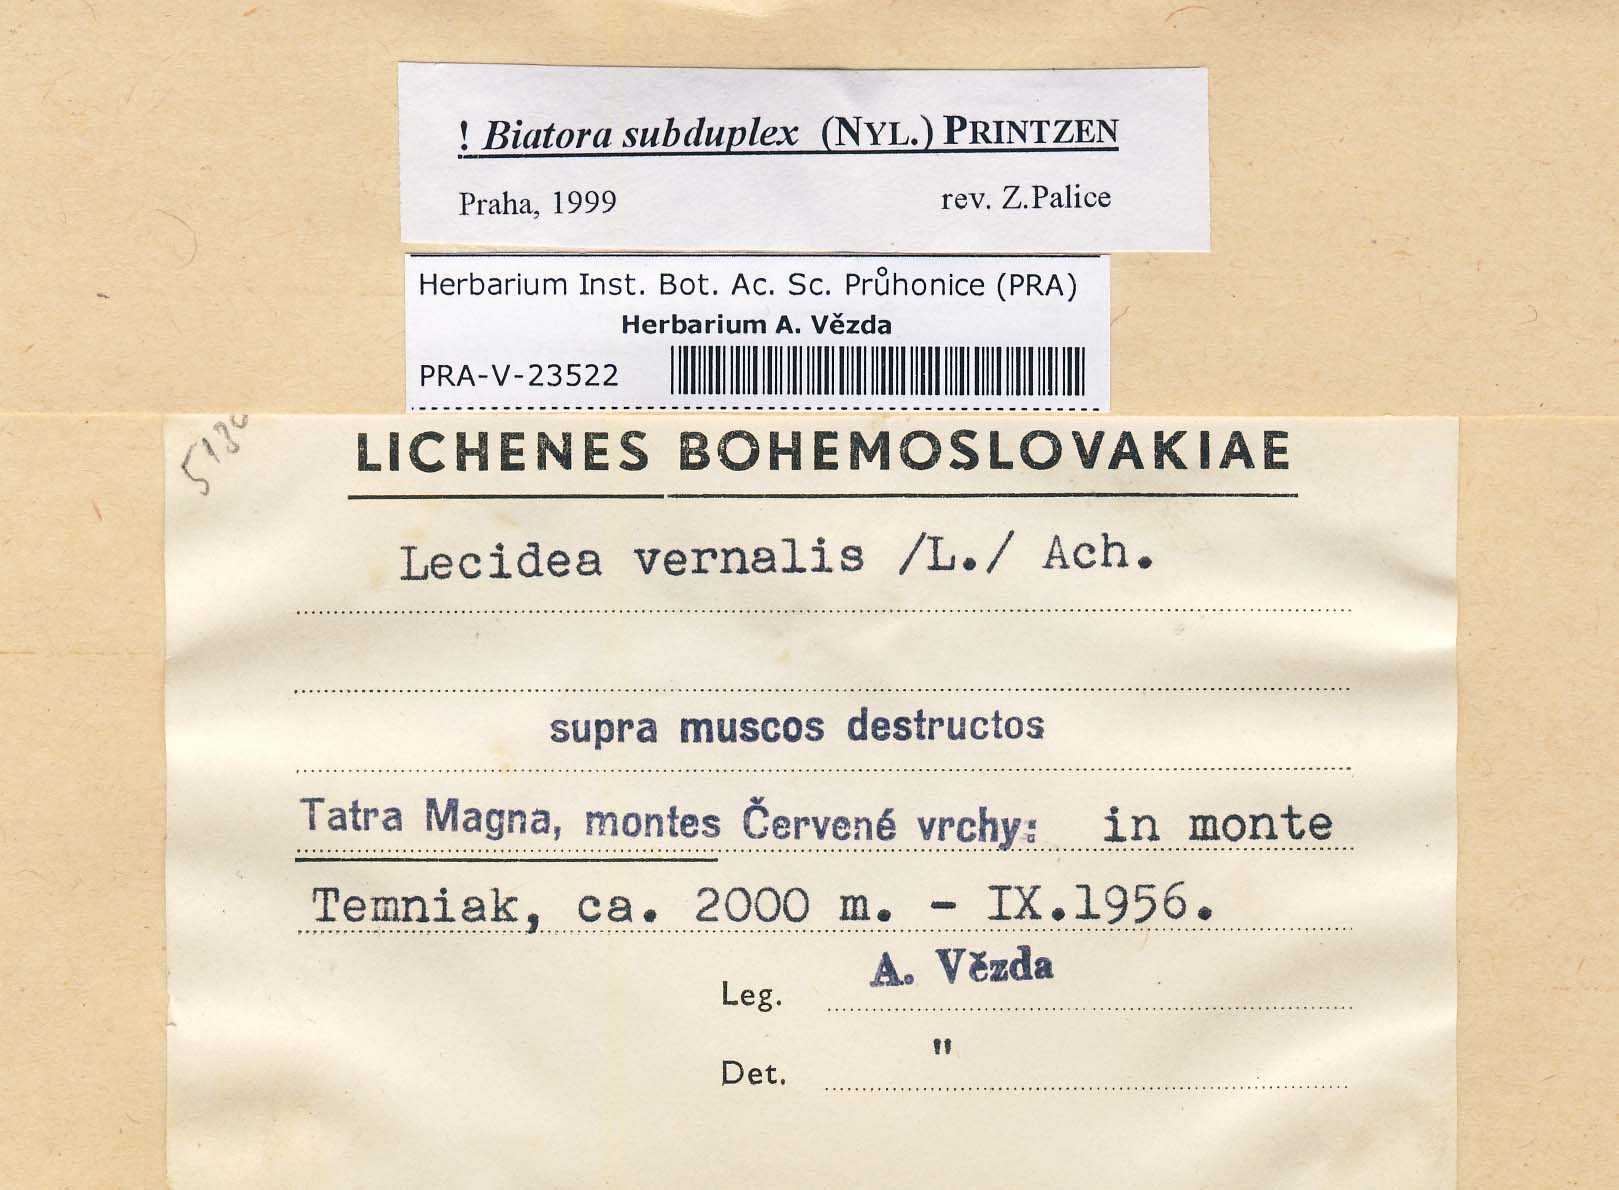 ! Biatora subduplex (NYL.) PRINTZEN
Praha, 1999 rev. Z.Palice
Herbarium Inst. Bot. Ac. Sc. Průhonice (PRA)
Herbarium A. Vězda
PRA-V-23522
LICHENES BOHEMOSLOVAKIAE
Lecidea vernalis /L./ Ach.
supra muscos destructos
Tatra Magna, montes Červené vrchy: in monte
Temniak, ca. 2000 m. - IX.1956.
Leg. A. Vězda
Det. "